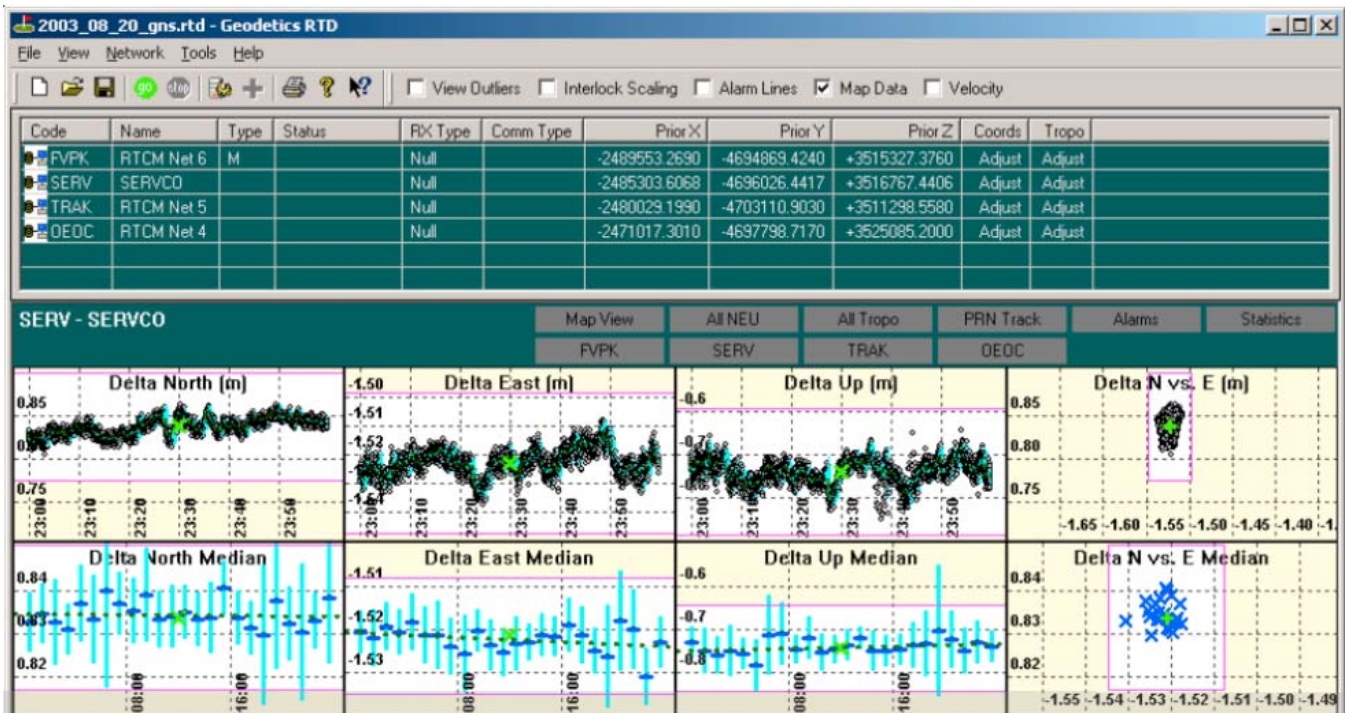 2003_08_20_gns.rtd - Geodetics RTD
File View Network Tools Help
go stop View Outliers Interlock Scaling Alarm Lines Map Data Velocity
Code Name Type Status RX Type Comm Type Prior X Prior Y Prior Z Coords Tropo
FVPK RTCM Net 6 M Null -2489553.2690 -4694869.4240 +3515327.3760 Adjust Adjust
SERV SERVCO Null -2485303.6068 -4696026.4417 +3516767.4406 Adjust Adjust
TRAK RTCM Net 5 Null -2480029.1990 -4703110.9030 +3511298.5580 Adjust Adjust
OEOC RTCM Net 4 Null -2471017.3010 -4697798.7170 +3525085.2000 Adjust Adjust
SERV - SERVCO Map View All NEU All Tropo PRN Track Alarms Statistics
FVPK SERV TRAK OEOC
Delta North (m)
0.85
0.75
23:00 23:10 23:20 23:30 23:40 23:50
Delta East (m)
-1.50
-1.51
-1.52
23:00 23:10 23:20 23:30 23:40 23:50
Delta Up (m)
-0.6
-0.7
23:00 23:10 23:20 23:30 23:40 23:50
Delta N vs. E (m)
0.85
0.80
0.75
-1.65 -1.60 -1.55 -1.50 -1.45 -1.40 -1.
Delta North Median
0.84
0.83
0.82
08:00 16:00
Delta East Median
-1.51
-1.52
-1.53
08:00 16:00
Delta Up Median
-0.6
-0.7
-0.8
08:00 16:00
Delta N vs. E Median
0.84
0.83
0.82
-1.55 -1.54 -1.53 -1.52 -1.51 -1.50 -1.49